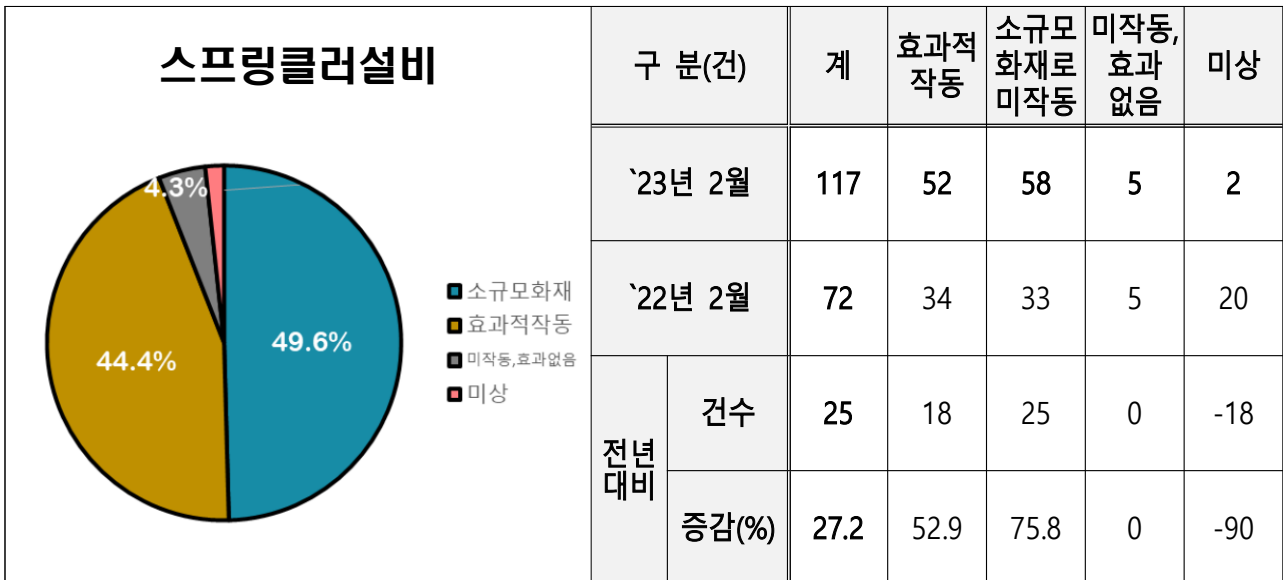 스프링클러설비
4.3%
44.4%
49.6%
소규모화재
효과적작동
미작동,효과없음
미상
구 분(건) 계 효과적 작동 소규모 화재로 미작동 미작동, 효과 없음 미상
`23년 2월 117 52 58 5 2
`22년 2월 72 34 33 5 20
전년 대비 건수 25 18 25 0 -18
증감(%) 27.2 52.9 75.8 0 -90